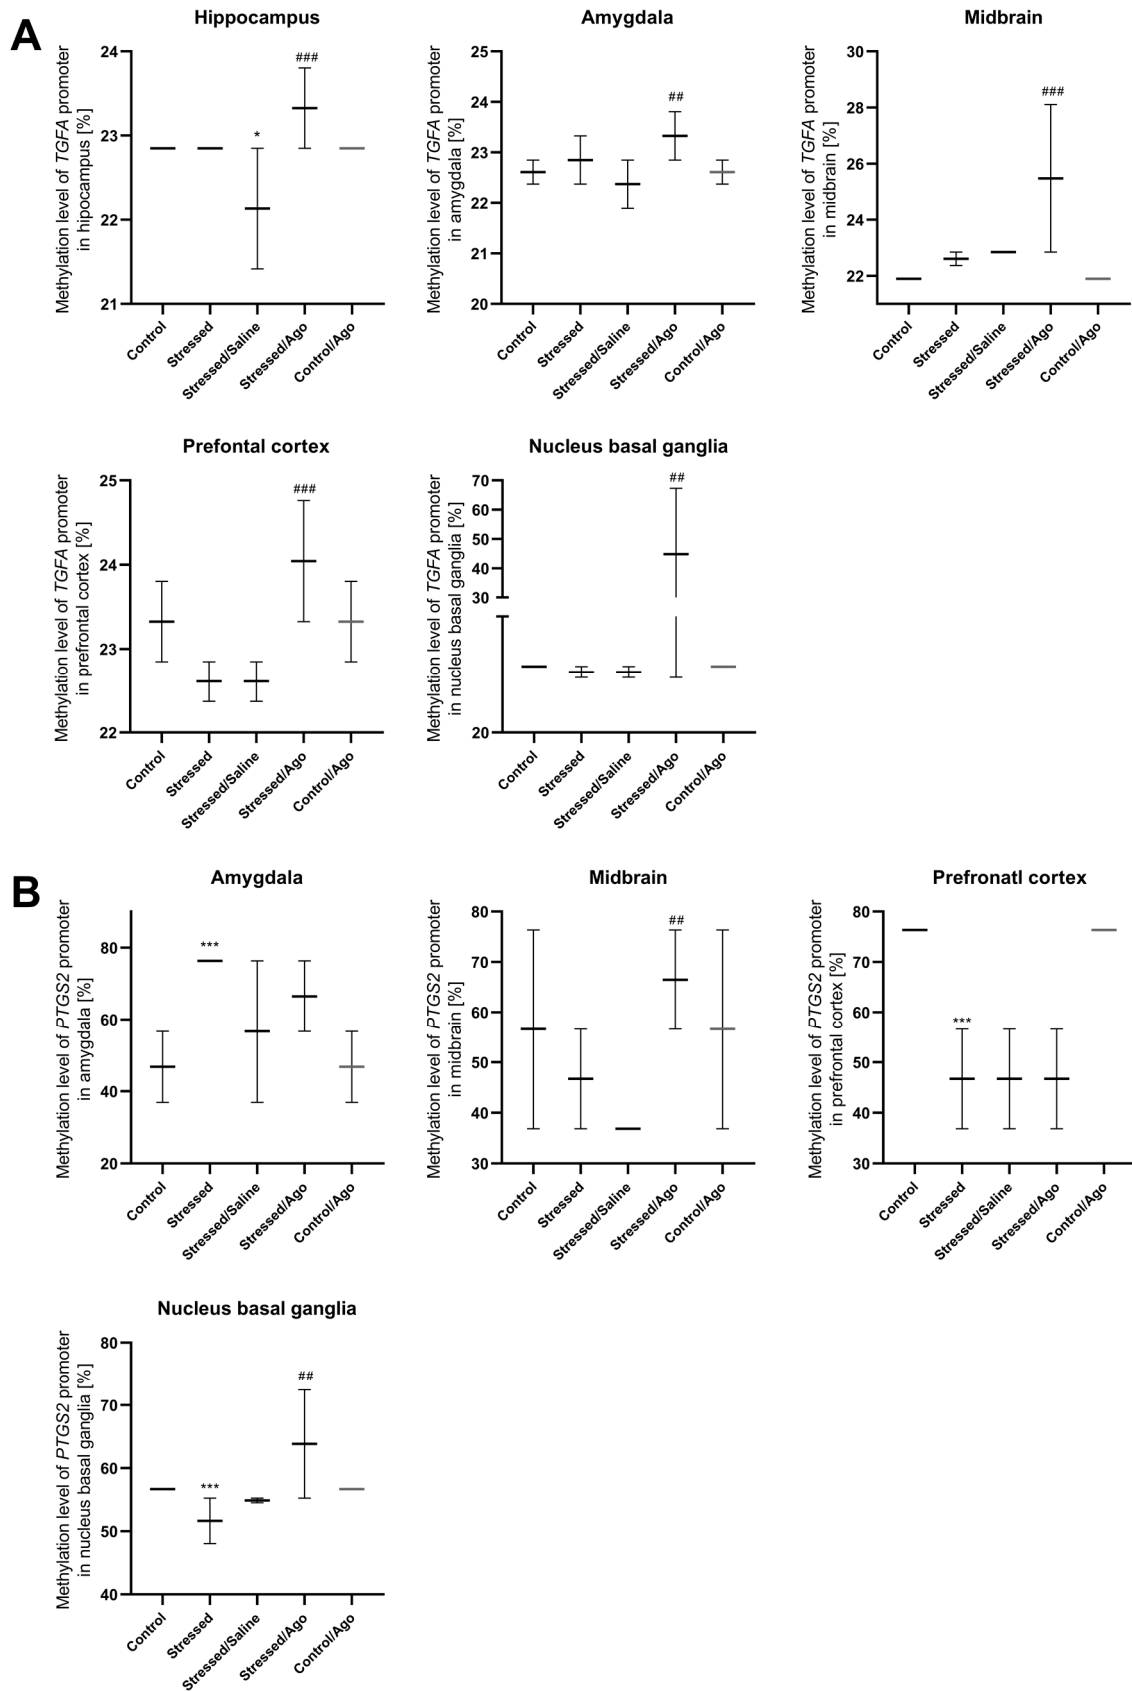 A
Hippocampus
Methylation level of TGFA promoter
in hippocampus [%]
24
23
22
21
*
###
Control
Stressed
Stressed/Saline
Stressed/Ago
Control/Ago
Amygdala
Methylation level of TGFA promoter
in amygdala [%]
25
24
23
22
21
20
##
Control
Stressed
Stressed/Saline
Stressed/Ago
Control/Ago
Midbrain
Methylation level of TGFA promoter
in midbrain [%]
30
28
26
24
22
###
Control
Stressed
Stressed/Saline
Stressed/Ago
Control/Ago
Prefontal cortex
Methylation level of TGFA promoter
in prefrontal cortex [%]
25
24
23
22
###
Control
Stressed
Stressed/Saline
Stressed/Ago
Control/Ago
Nucleus basal ganglia
Methylation level of TGFA promoter
in nucleus basal ganglia [%]
70
60
50
40
30
20
##
Control
Stressed
Stressed/Saline
Stressed/Ago
Control/Ago
B
Amygdala
Methylation level of PTGS2 promoter
in amygdala [%]
80
60
40
20
***
Control
Stressed
Stressed/Saline
Stressed/Ago
Control/Ago
Midbrain
Methylation level of PTGS2 promoter
in midbrain [%]
80
70
60
50
40
30
##
Control
Stressed
Stressed/Saline
Stressed/Ago
Control/Ago
Prefronatl cortex
Methylation level of PTGS2 promoter
in prefrontal cortex [%]
80
70
60
50
40
30
***
Control
Stressed
Stressed/Saline
Stressed/Ago
Control/Ago
Nucleus basal ganglia
Methylation level of PTGS2 promoter
in nucleus basal ganglia [%]
80
70
60
50
40
***
##
Control
Stressed
Stressed/Saline
Stressed/Ago
Control/Ago